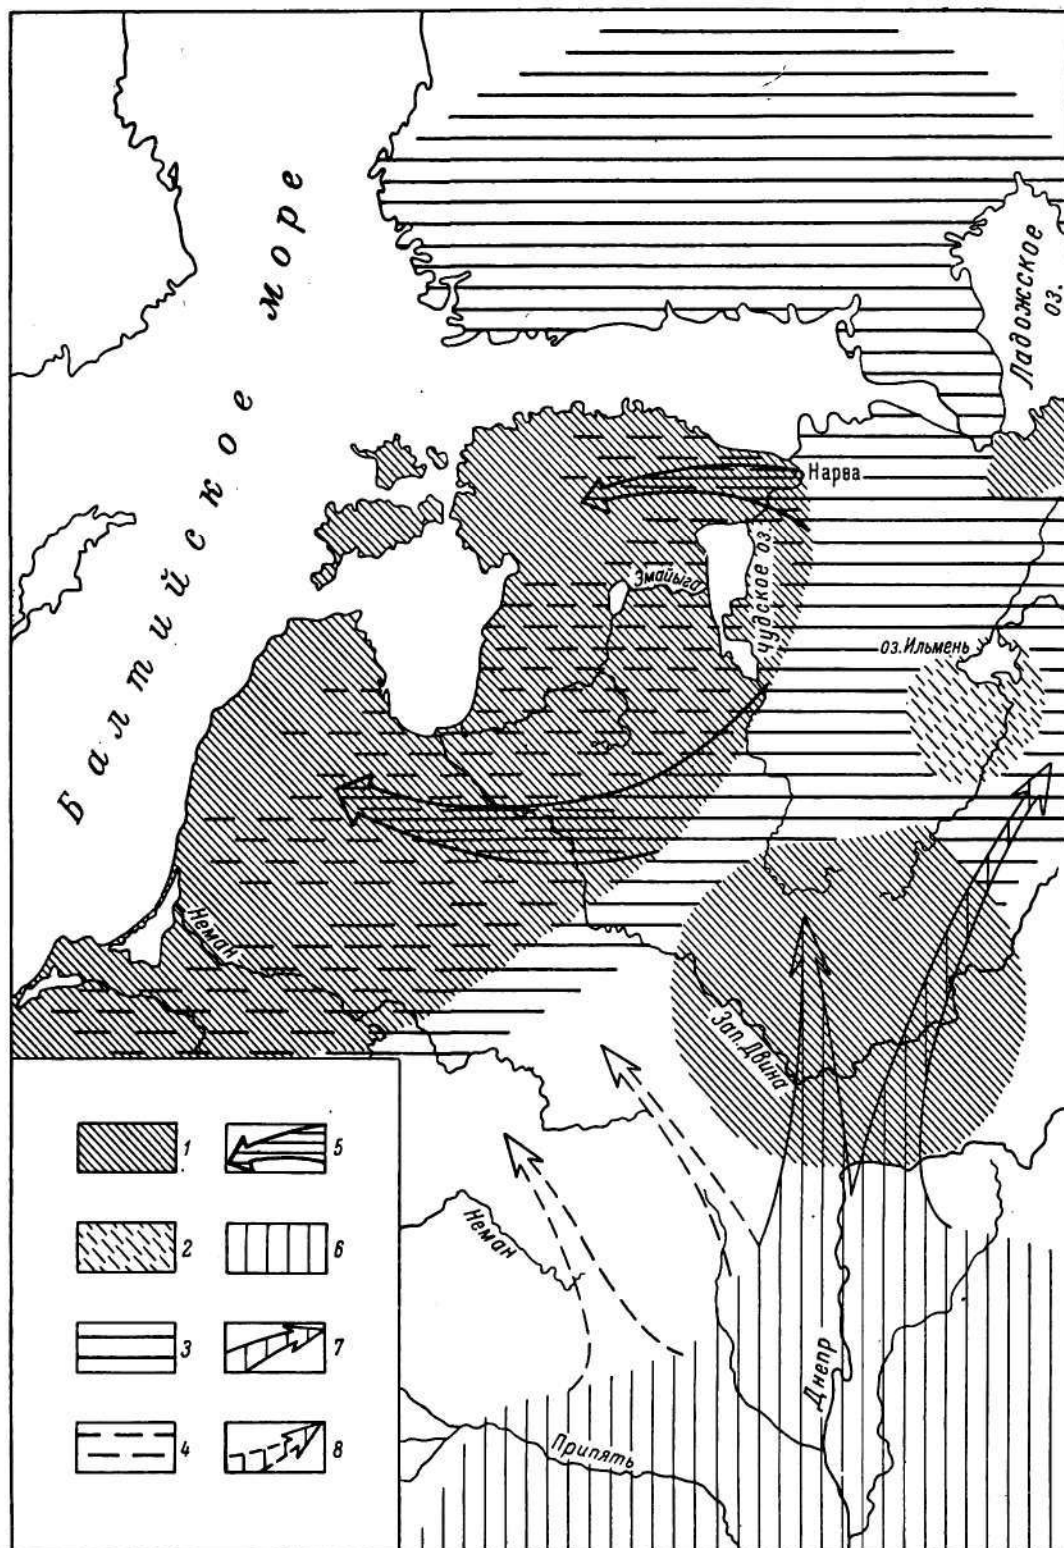 Балтийское море
Ладожское
оз.
Нарва
Чудское оз.
Эмайыга
оз. Ильмень
Неман
Зап. Двина
Неман
Днепр
Припять
1
5
2
6
3
7
4
8